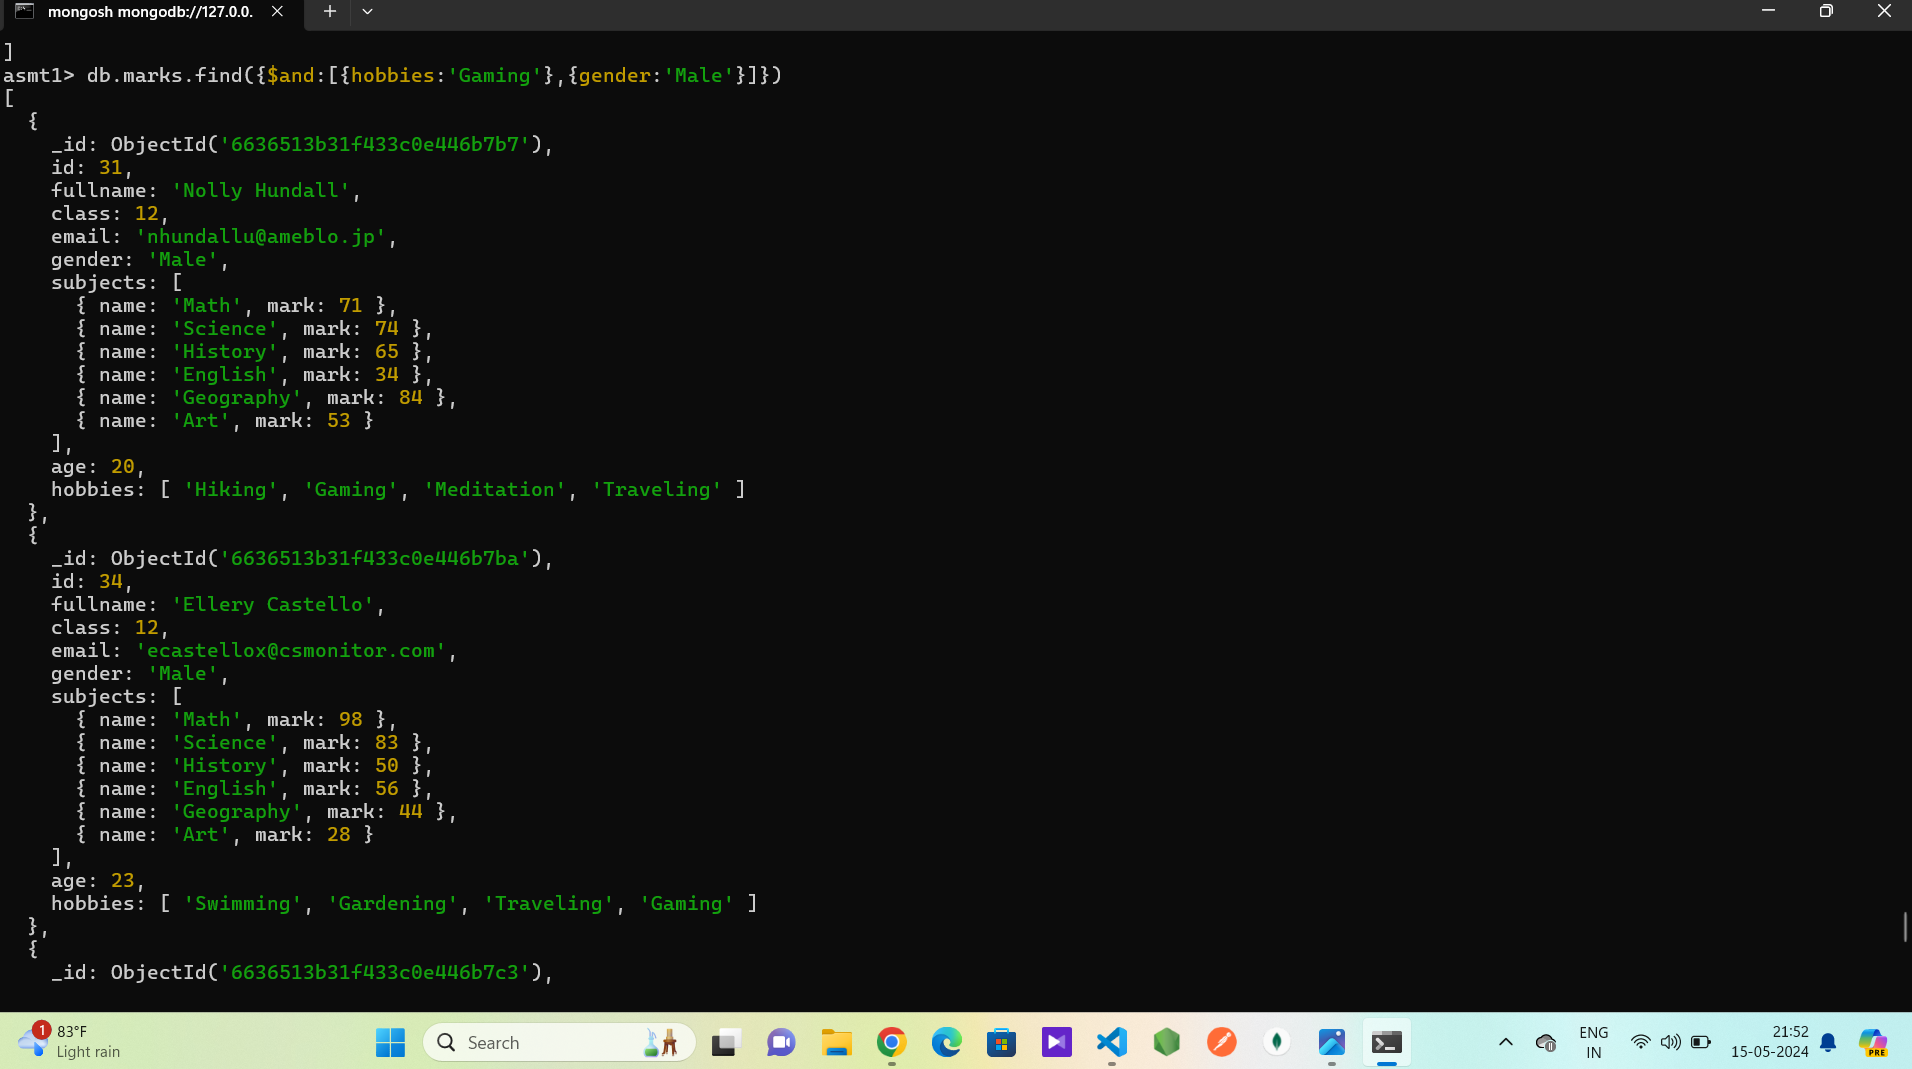 mongosh mongodb://127.0.0.
]
asmt1> db.marks.find({$and:[{hobbies:'Gaming'},{gender:'Male'}]})
[
  {
    _id: ObjectId('6636513b31f433c0e446b7b7'),
    id: 31,
    fullname: 'Nolly Hundall',
    class: 12,
    email: 'nhundallu@ameblo.jp',
    gender: 'Male',
    subjects: [
      { name: 'Math', mark: 71 },
      { name: 'Science', mark: 74 },
      { name: 'History', mark: 65 },
      { name: 'English', mark: 34 },
      { name: 'Geography', mark: 84 },
      { name: 'Art', mark: 53 }
    ],
    age: 20,
    hobbies: [ 'Hiking', 'Gaming', 'Meditation', 'Traveling' ]
  },
  {
    _id: ObjectId('6636513b31f433c0e446b7ba'),
    id: 34,
    fullname: 'Ellery Castello',
    class: 12,
    email: 'ecastellox@csmonitor.com',
    gender: 'Male',
    subjects: [
      { name: 'Math', mark: 98 },
      { name: 'Science', mark: 83 },
      { name: 'History', mark: 50 },
      { name: 'English', mark: 56 },
      { name: 'Geography', mark: 44 },
      { name: 'Art', mark: 28 }
    ],
    age: 23,
    hobbies: [ 'Swimming', 'Gardening', 'Traveling', 'Gaming' ]
  },
  {
    _id: ObjectId('6636513b31f433c0e446b7c3'),
1
83°F
Light rain
Search
ENG
IN
21:52
15-05-2024
PRE